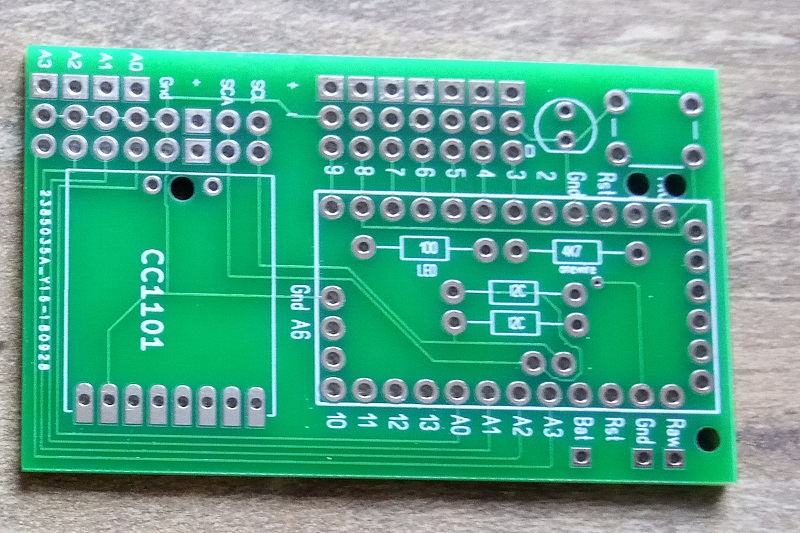 A3 A2 A1 A0 Gnd + SCA SCL +
9 8 7 6 5 4 3 2 Gnd Rst
2385035A_Y15-180928
CC1101
100
LED
4K7
onewire
I2C
I2C
Gnd A6
10 11 12 13 A0 A1 A2 A3 Bat Rst Gnd Raw